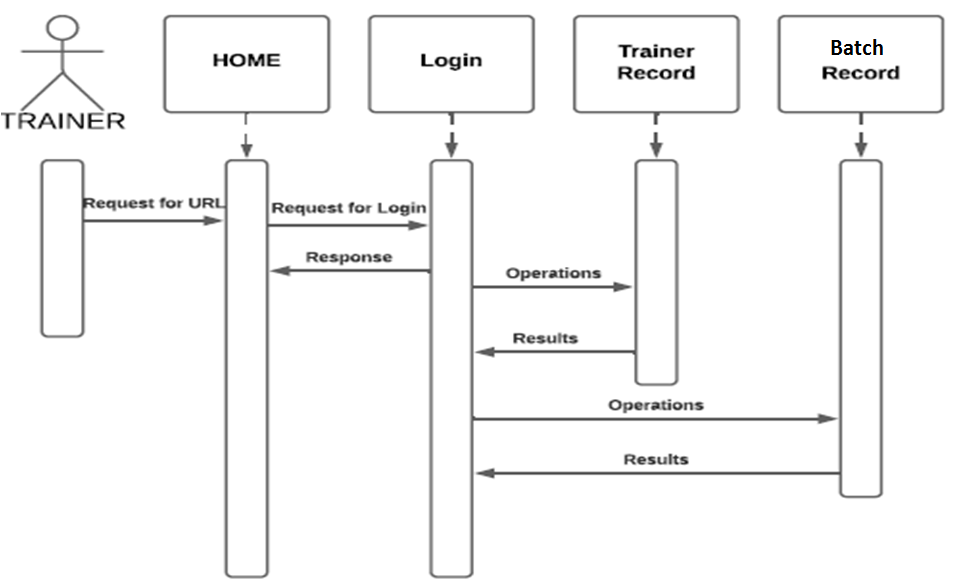 TRAINER
HOME
Login
Trainer
Record
Batch
Record
Request for URL
Request for Login
Response
Operations
Results
Operations
Results